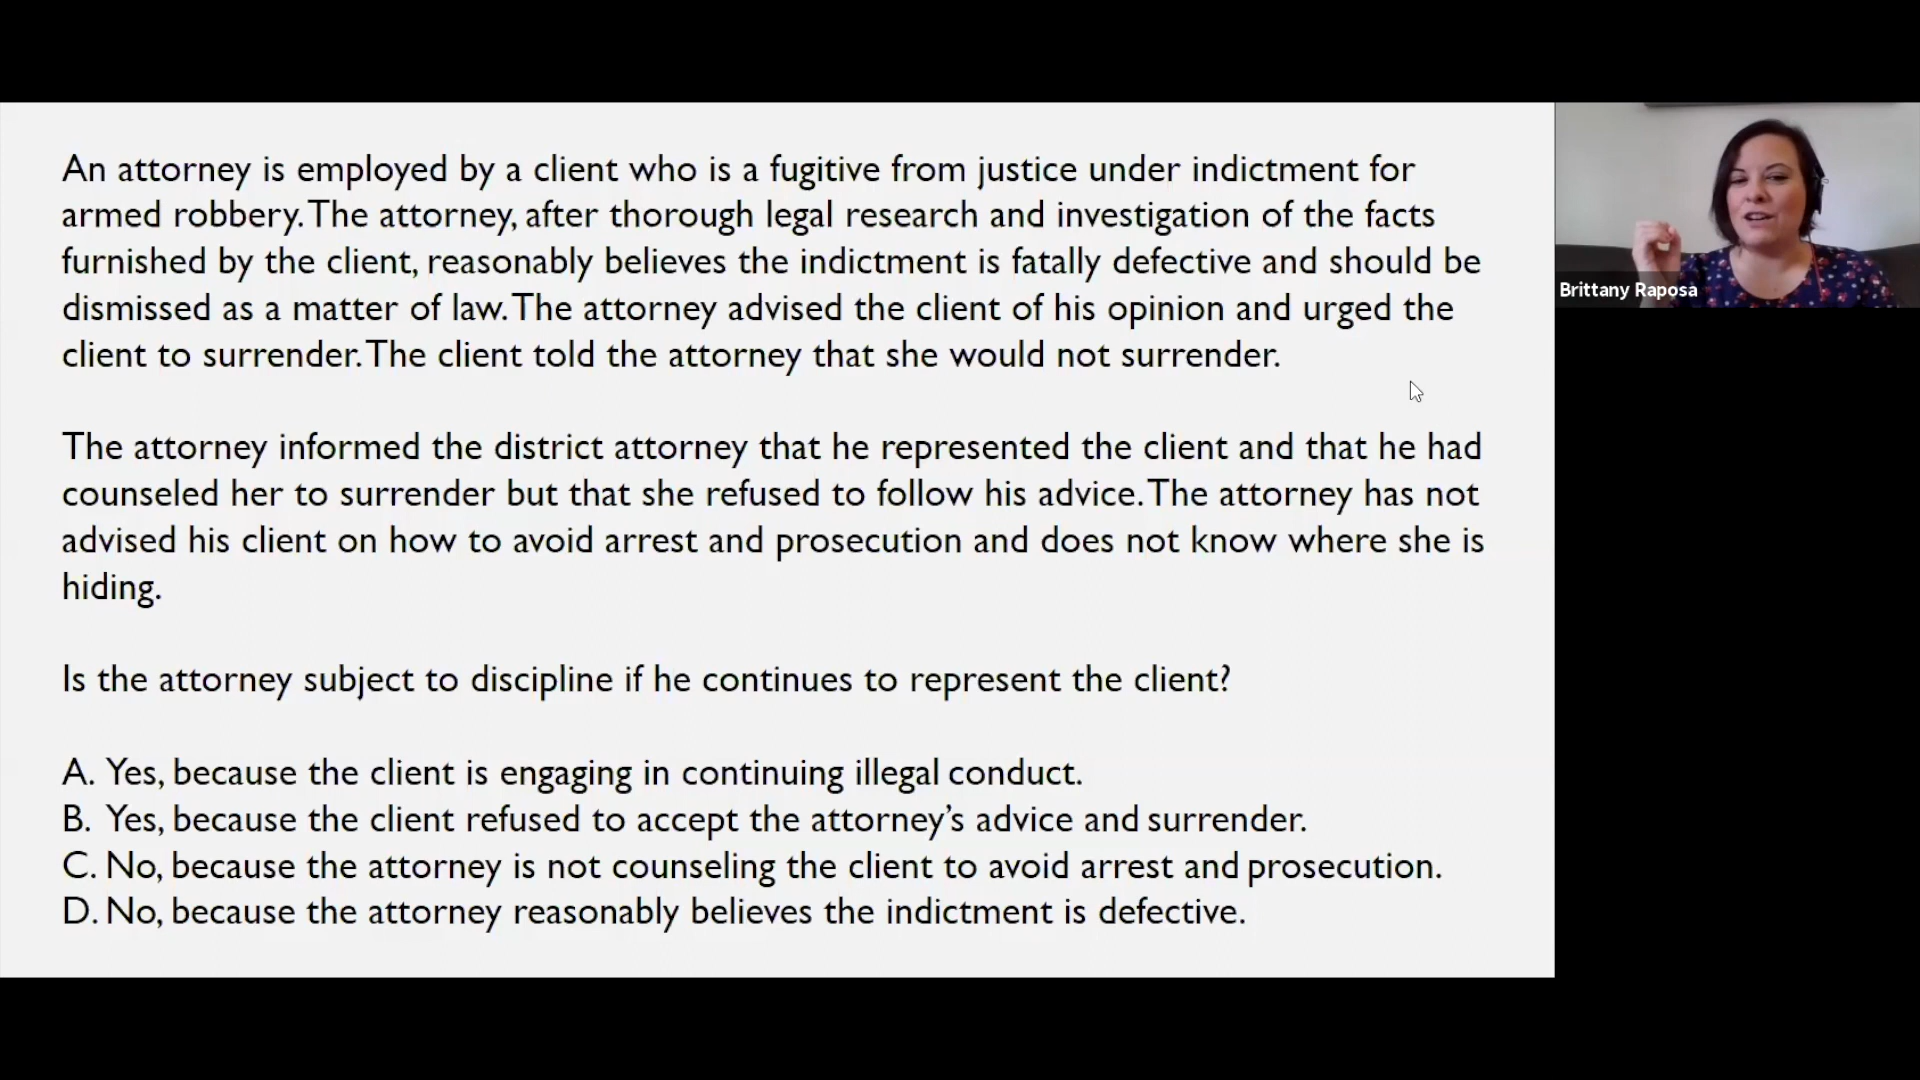 An attorney is employed by a client who is a fugitive from justice under indictment for
armed robbery. The attorney, after thorough legal research and investigation of the facts
furnished by the client, reasonably believes the indictment is fatally defective and should be
dismissed as a matter of law. The attorney advised the client of his opinion and urged the
client to surrender. The client told the attorney that she would not surrender.
The attorney informed the district attorney that he represented the client and that he had
counseled her to surrender but that she refused to follow his advice. The attorney has not
advised his client on how to avoid arrest and prosecution and does not know where she is
hiding.
Is the attorney subject to discipline if he continues to represent the client?
A. Yes, because the client is engaging in continuing illegal conduct.
B. Yes, because the client refused to accept the attorney’s advice and surrender.
C. No, because the attorney is not counseling the client to avoid arrest and prosecution.
D. No, because the attorney reasonably believes the indictment is defective.
Brittany Raposa